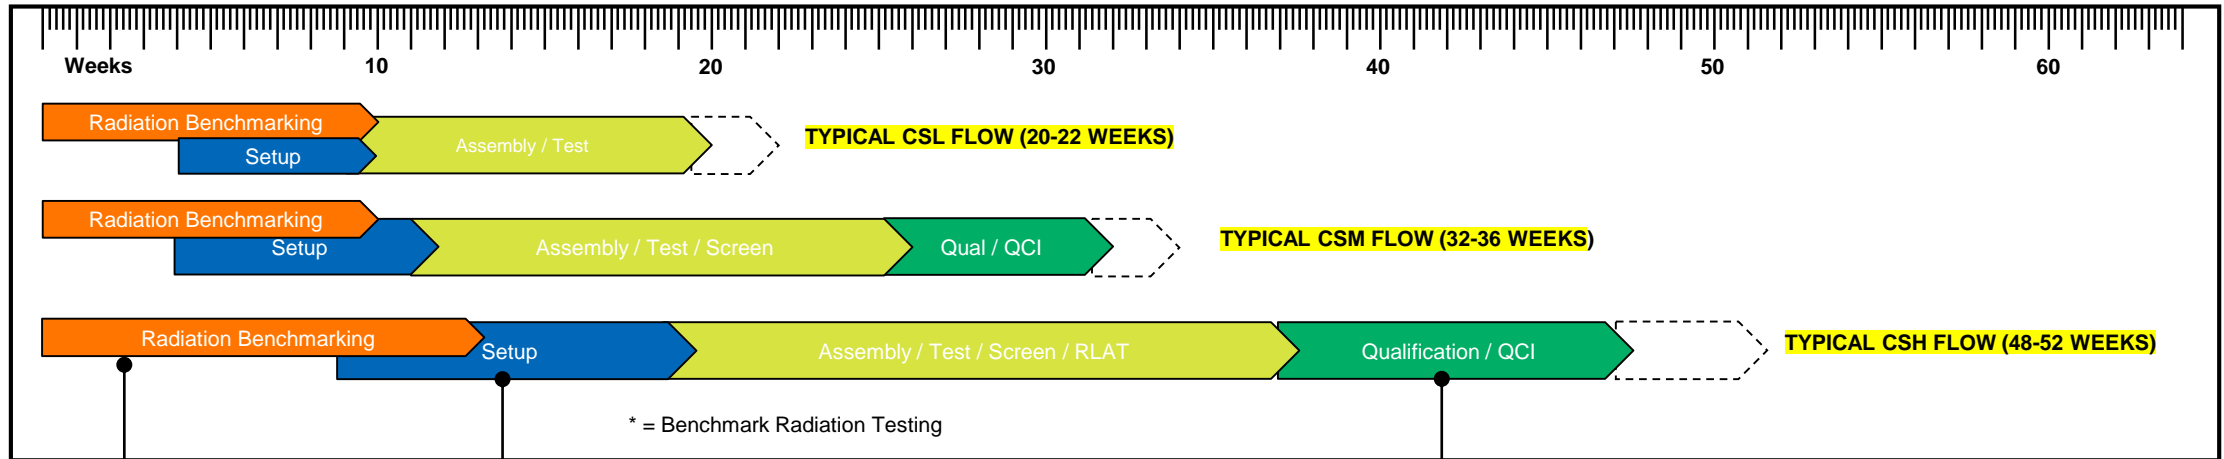 Weeks 10 20 30 40 50 60
Radiation Benchmarking
Setup
Assembly / Test
TYPICAL CSL FLOW (20-22 WEEKS)
Radiation Benchmarking
Setup
Assembly / Test / Screen
Qual / QCI
TYPICAL CSM FLOW (32-36 WEEKS)
Radiation Benchmarking
Setup
Assembly / Test / Screen / RLAT
Qualification / QCI
TYPICAL CSH FLOW (48-52 WEEKS)
* = Benchmark Radiation Testing